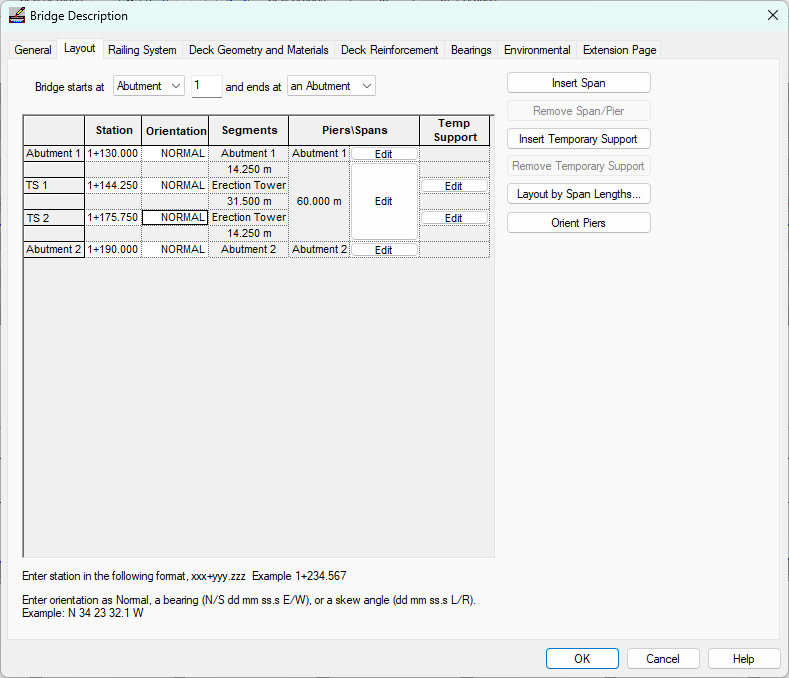 Bridge Description
General Layout Railing System Deck Geometry and Materials Deck Reinforcement Bearings Environmental Extension Page
Bridge starts at Abutment 1 and ends at an Abutment
Insert Span
Remove Span/Pier
Insert Temporary Support
Remove Temporary Support
Layout by Span Lengths...
Orient Piers
Station Orientation Segments Piers\Spans Temp Support
Abutment 1 1+130.000 NORMAL Abutment 1 Abutment 1 Edit
14.250 m
TS 1 1+144.250 NORMAL Erection Tower Edit
31.500 m 60.000 m Edit
TS 2 1+175.750 NORMAL Erection Tower Edit
14.250 m
Abutment 2 1+190.000 NORMAL Abutment 2 Abutment 2 Edit
Enter station in the following format, xxx+yyy.zzz Example 1+234.567
Enter orientation as Normal, a bearing (N/S dd mm ss.s E/W), or a skew angle (dd mm ss.s L/R).
Example: N 34 23 32.1 W
OK Cancel Help